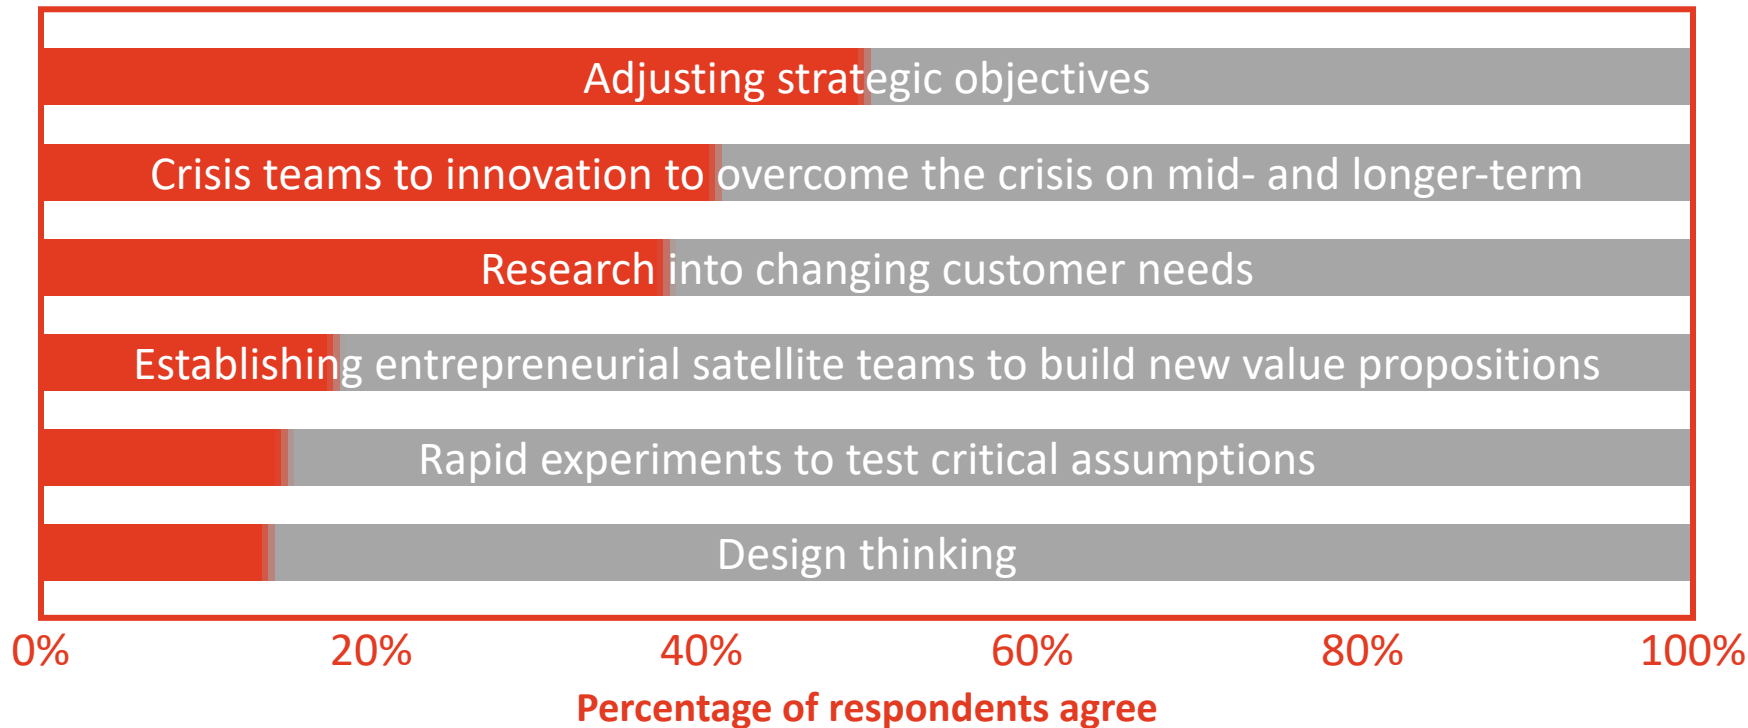 Adjusting strategic objectives
Crisis teams to innovation to overcome the crisis on mid- and longer-term
Research into changing customer needs
Establishing entrepreneurial satellite teams to build new value propositions
Rapid experiments to test critical assumptions
Design thinking
0% 20% 40% 60% 80% 100%
Percentage of respondents agree